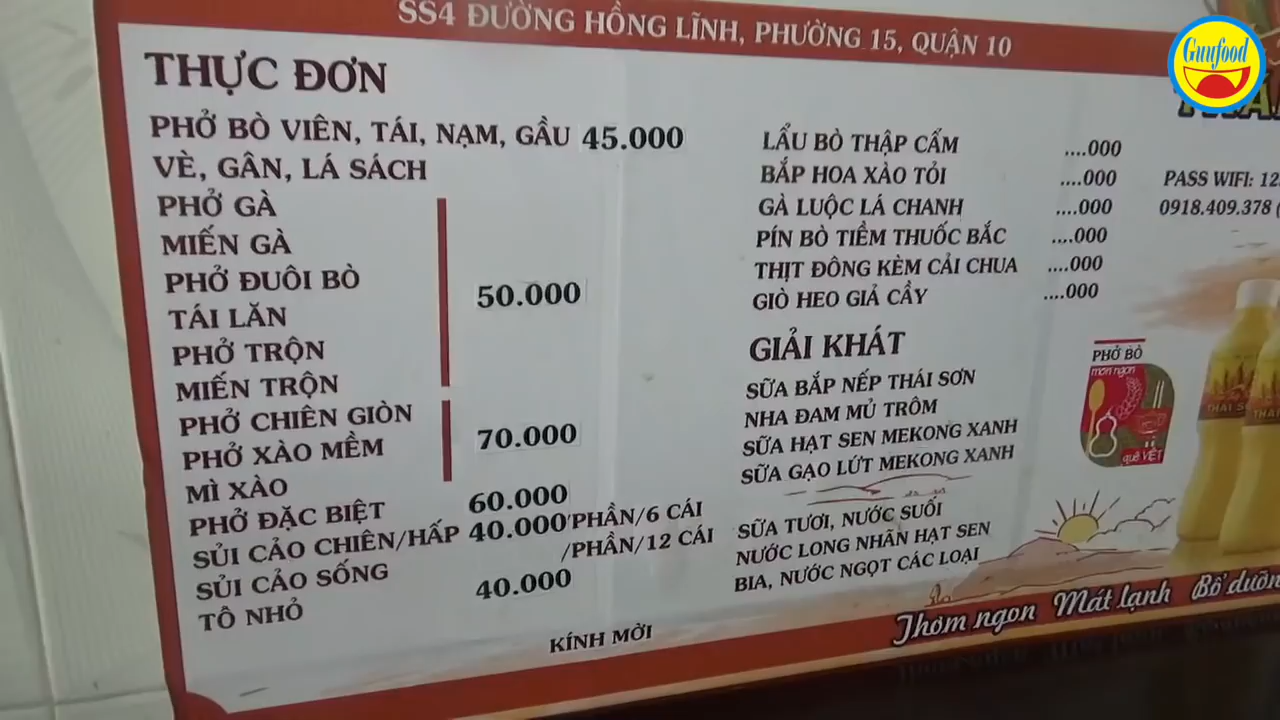 SS4 ĐƯỜNG HỒNG LĨNH, PHƯỜNG 15, QUẬN 10
Guufood
THỰC ĐƠN
PHỞ BÒ VIÊN, TÁI, NẠM, GẦU 45.000
VÈ, GÂN, LÁ SÁCH
PHỞ GÀ
MIẾN GÀ
PHỞ ĐUÔI BÒ
50.000
TÁI LĂN
PHỞ TRỘN
MIẾN TRỘN
PHỞ CHIÊN GIÒN
PHỞ XÀO MỀM 70.000
MÌ XÀO
PHỞ ĐẶC BIỆT 60.000
SỦI CẢO CHIÊN/HẤP 40.000/PHẦN/6 CÁI
SỦI CẢO SỐNG /PHẦN/12 CÁI
TÔ NHỎ 40.000
KÍNH MỜI
LẨU BÒ THẬP CẨM ....000
BẮP HOA XÀO TỎI ....000
GÀ LUỘC LÁ CHANH ....000
PÍN BÒ TIỀM THUỐC BẮC ....000
THỊT ĐÔNG KÈM CẢI CHUA ....000
GIÒ HEO GIẢ CẦY ....000
GIẢI KHÁT
SỮA BẮP NẾP THÁI SƠN
NHA ĐAM MỦ TRÔM
SỮA HẠT SEN MEKONG XANH
SỮA GẠO LỨT MEKONG XANH
SỮA TƯƠI, NƯỚC SUỐI
NƯỚC LONG NHÃN HẠT SEN
BIA, NƯỚC NGỌT CÁC LOẠI
PASS WIFI: 12
0918.409.378 (
PHỞ BÒ
món ngon
quê VIỆT
Thơm ngon Mát lạnh Bổ dưỡn